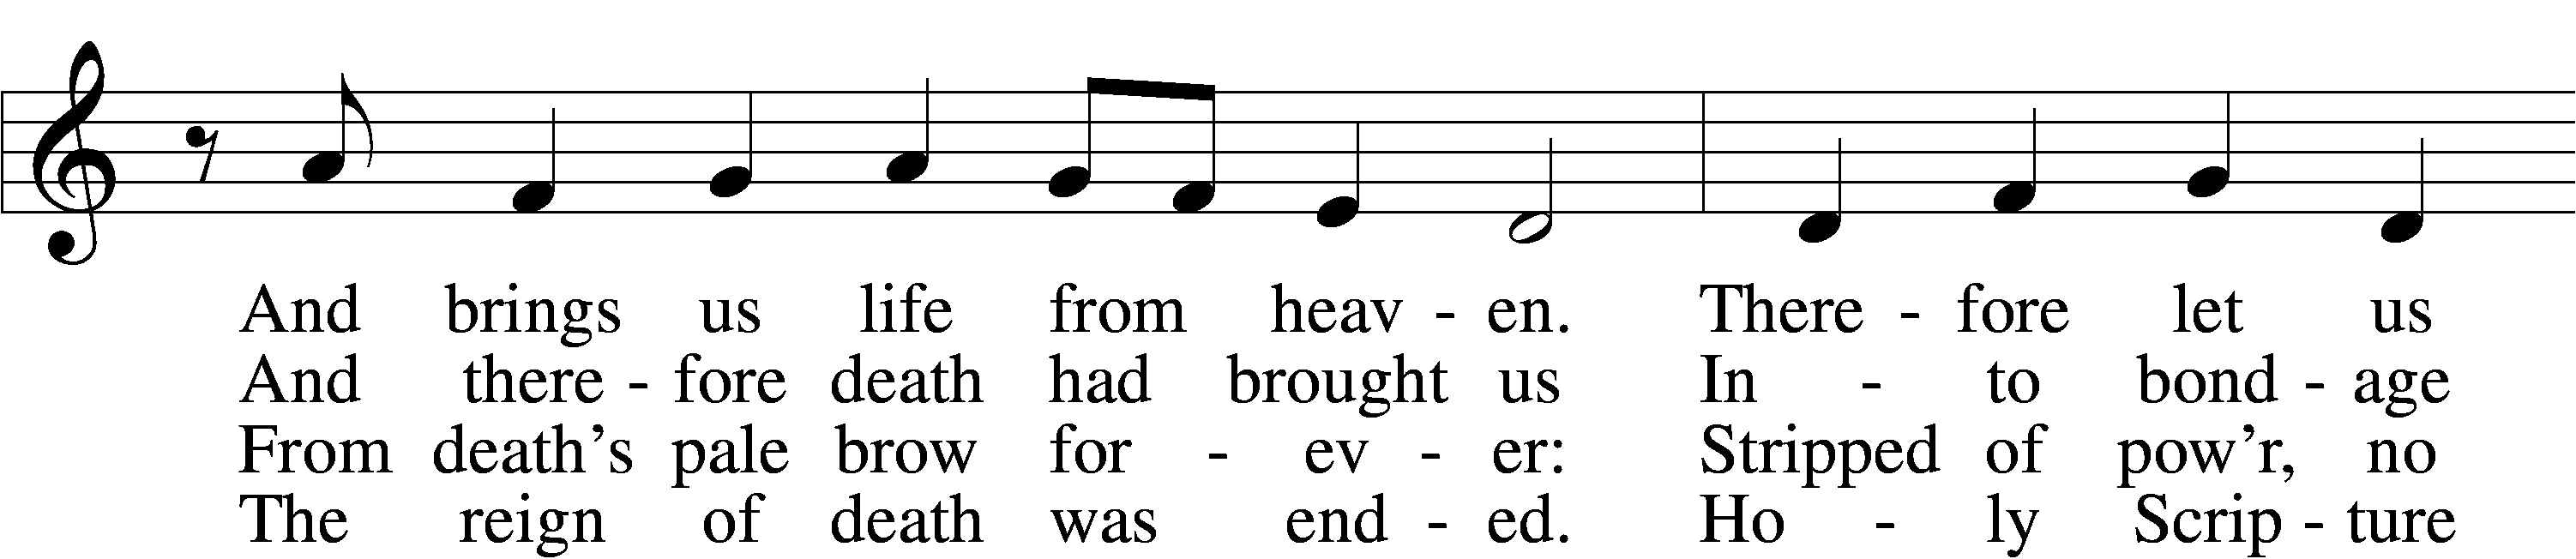 And brings us life from heav - en. There - fore let us
And there - fore death had brought us In - to bond - age
From death's pale brow for - ev - er: Stripped of pow'r, no
The reign of death was end - ed. Ho - ly Scrip - ture